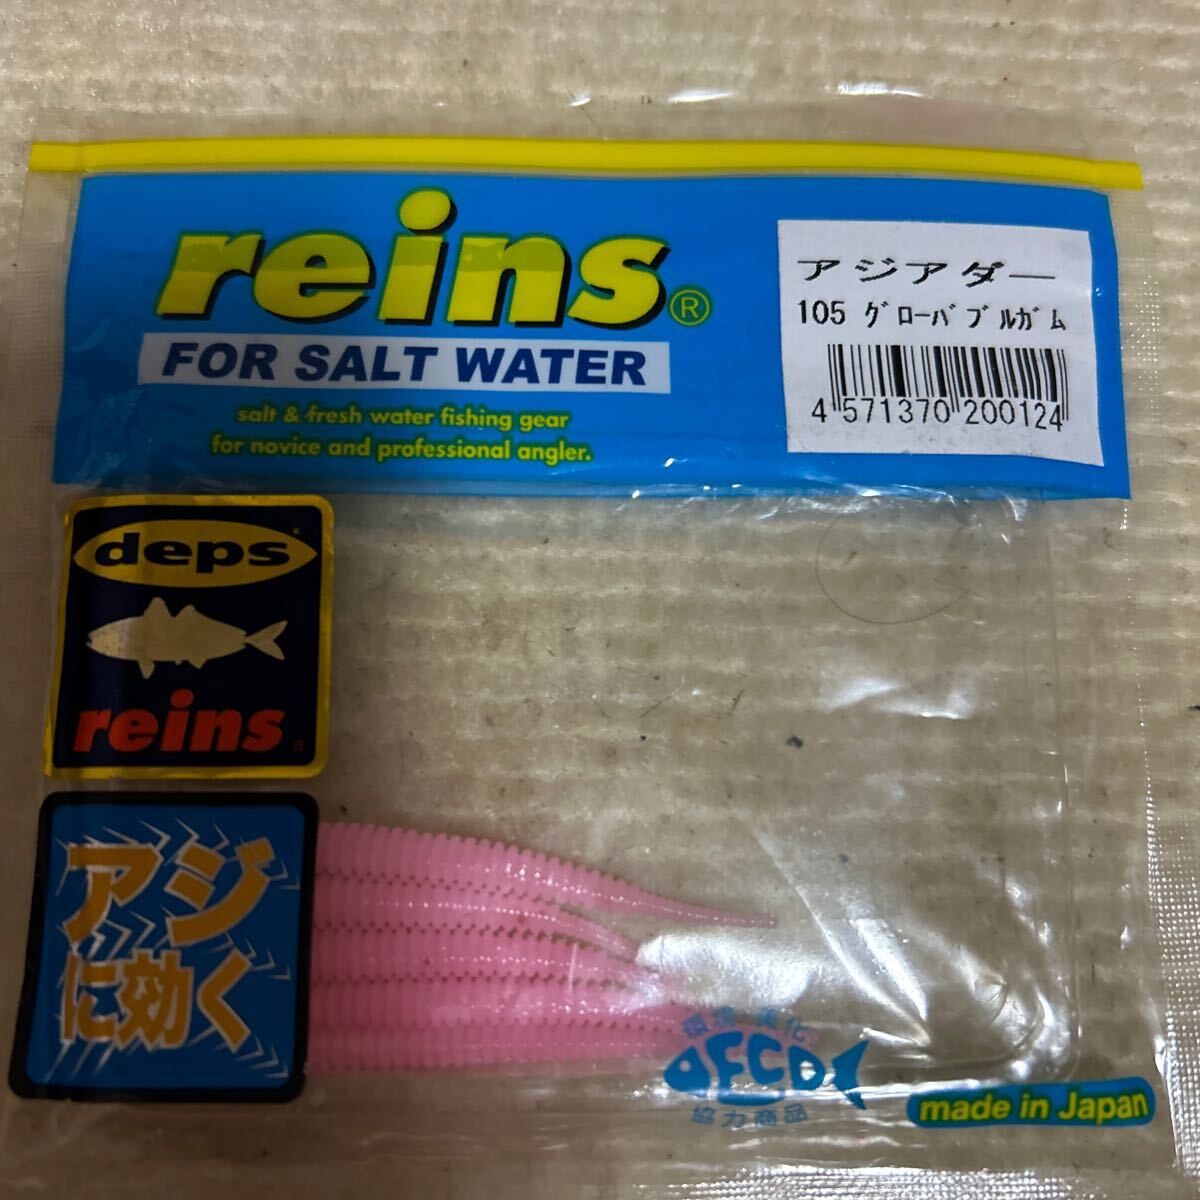 reins®
FOR SALT WATER
salt & fresh water fishing gear
for novice and professional angler.
アジアダー
105 ｸﾞﾛｰﾊﾞﾌﾞﾙｶﾞﾑ
4 571370 200124
deps
reins®
アジ
に効く
FECO
協力商品
made in Japan